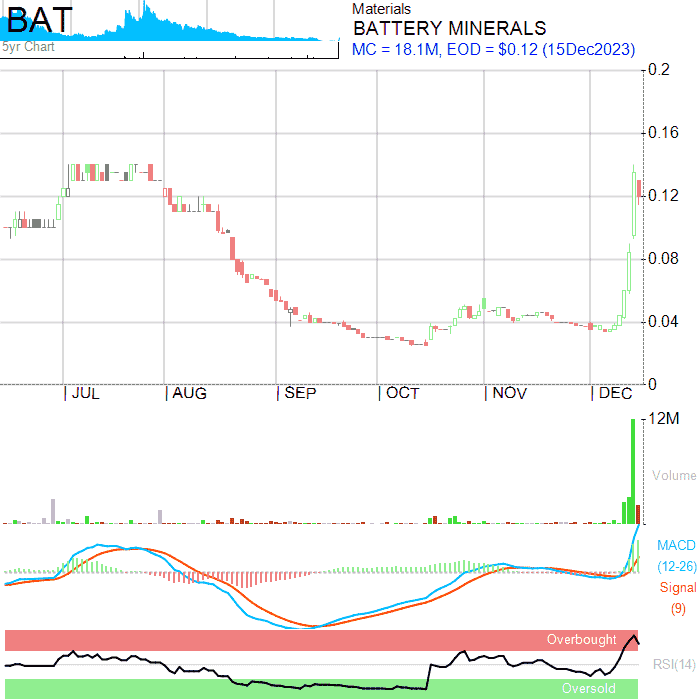 BAT
5yr Chart
Materials
BATTERY MINERALS
MC = 18.1M, EOD = $0.12 (15Dec2023)
0.2
0.16
0.12
0.08
0.04
0
JUL
AUG
SEP
OCT
NOV
DEC
12M
Volume
MACD
(12-26)
Signal
(9)
Overbought
RSI(14)
Oversold